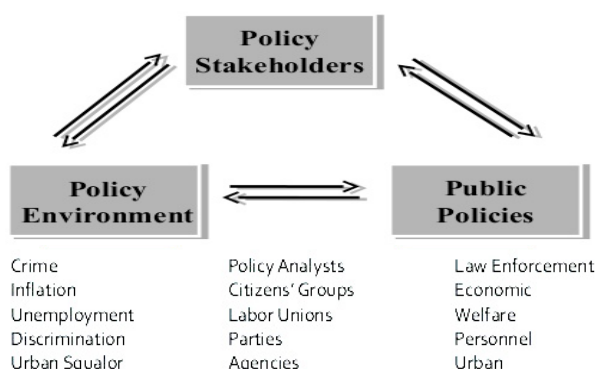 Policy
Stakeholders
Policy
Environment
Public
Policies
Crime
Inflation
Unemployment
Discrimination
Urban Squalor
Policy Analysts
Citizens' Groups
Labor Unions
Parties
Agencies
Law Enforcement
Economic
Welfare
Personnel
Urban